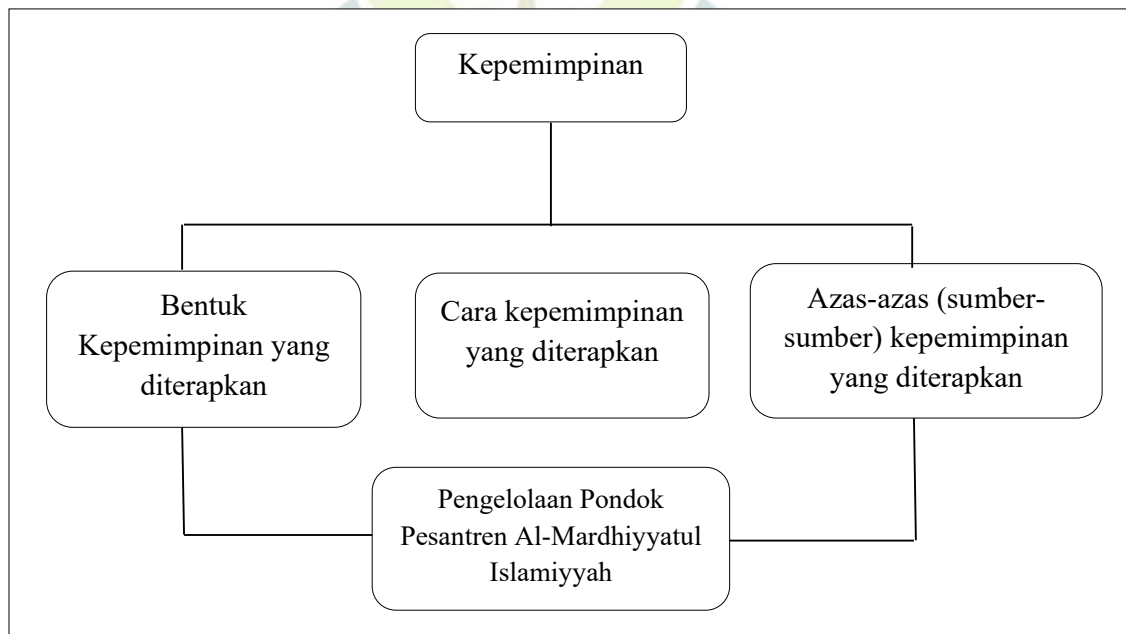 Kepemimpinan
Bentuk
Kepemimpinan yang
diterapkan
Cara kepemimpinan
yang diterapkan
Azas-azas (sumber-
sumber) kepemimpinan
yang diterapkan
Pengelolaan Pondok
Pesantren Al-Mardhiyyatul
Islamiyyah